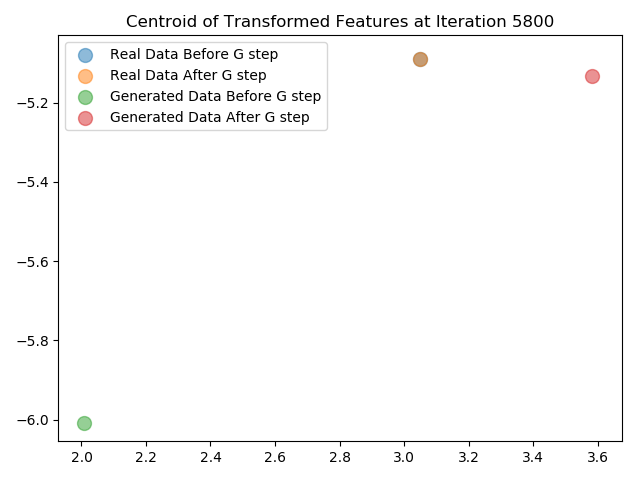 Centroid of Transformed Features at Iteration 5800
Real Data Before G step
Real Data After G step
Generated Data Before G step
Generated Data After G step
−5.2
−5.4
−5.6
−5.8
−6.0
2.0 2.2 2.4 2.6 2.8 3.0 3.2 3.4 3.6